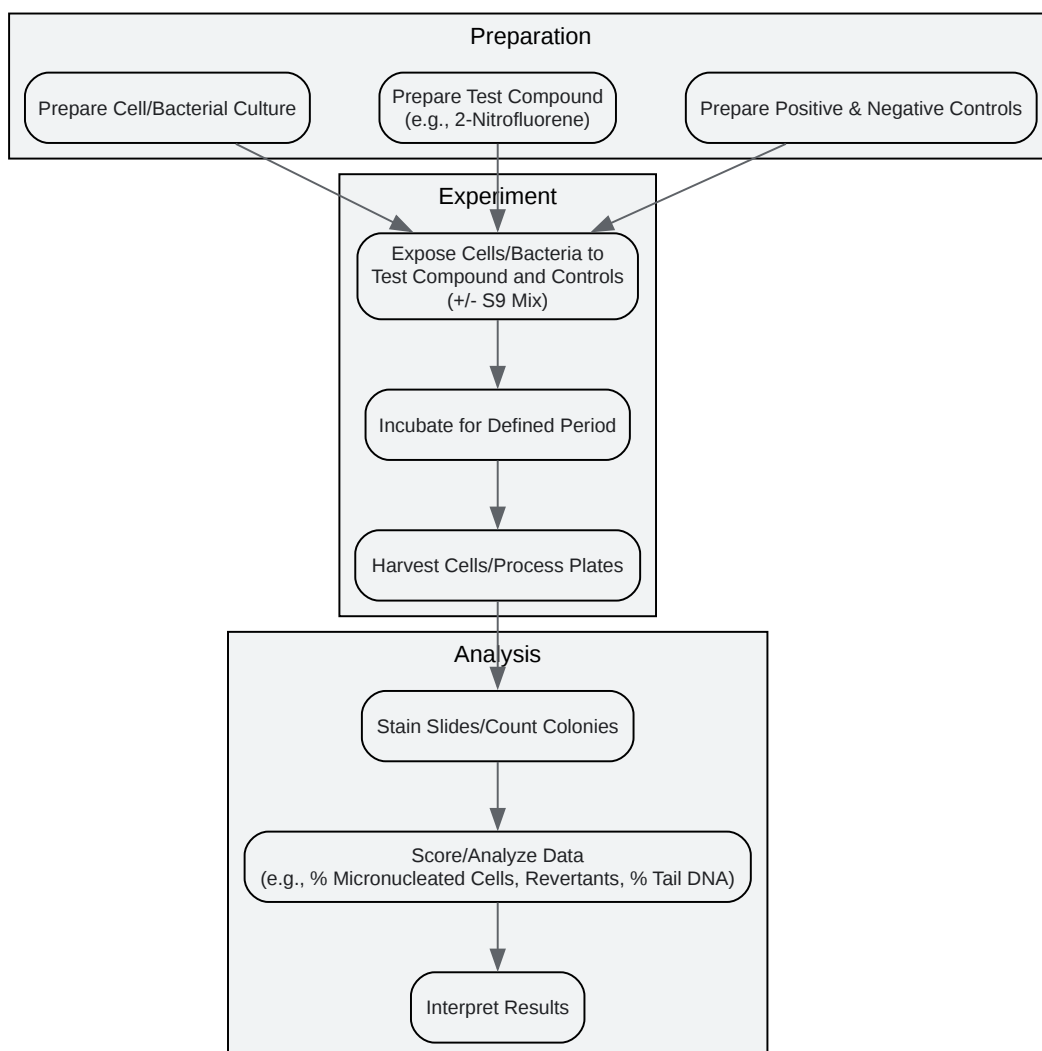 Preparation
Prepare Cell/Bacterial Culture
Prepare Test Compound
(e.g., 2-Nitrofluorene)
Prepare Positive & Negative Controls
Experiment
Expose Cells/Bacteria to
Test Compound and Controls
(+/- S9 Mix)
Incubate for Defined Period
Harvest Cells/Process Plates
Analysis
Stain Slides/Count Colonies
Score/Analyze Data
(e.g., % Micronucleated Cells, Revertants, % Tail DNA)
Interpret Results